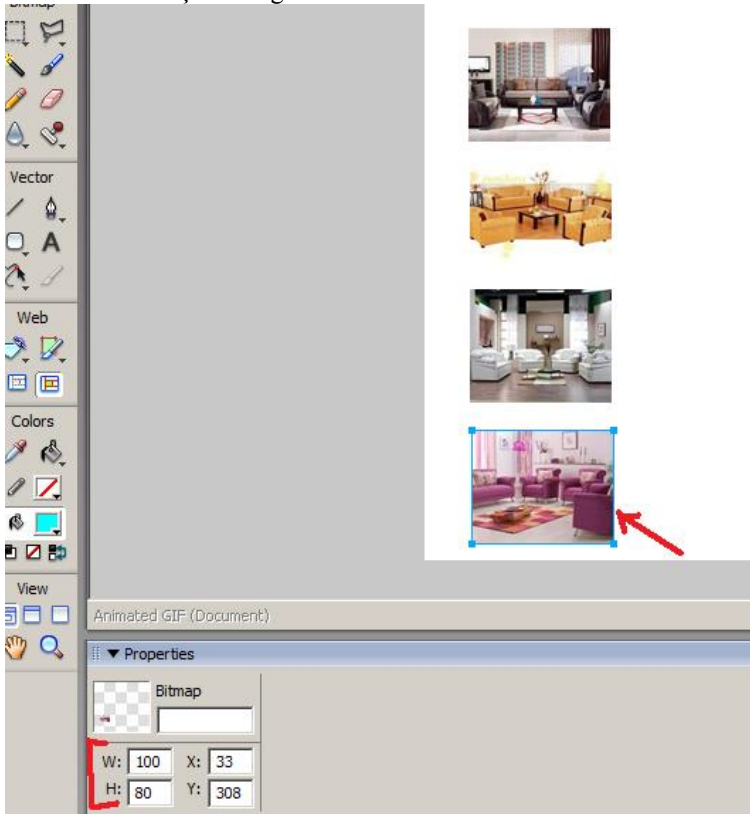 Bitmap
Vector
A
Web
Colors
View
Animated GIF (Document)
▼ Properties
Bitmap
W: 100 X: 33
H: 80 Y: 308